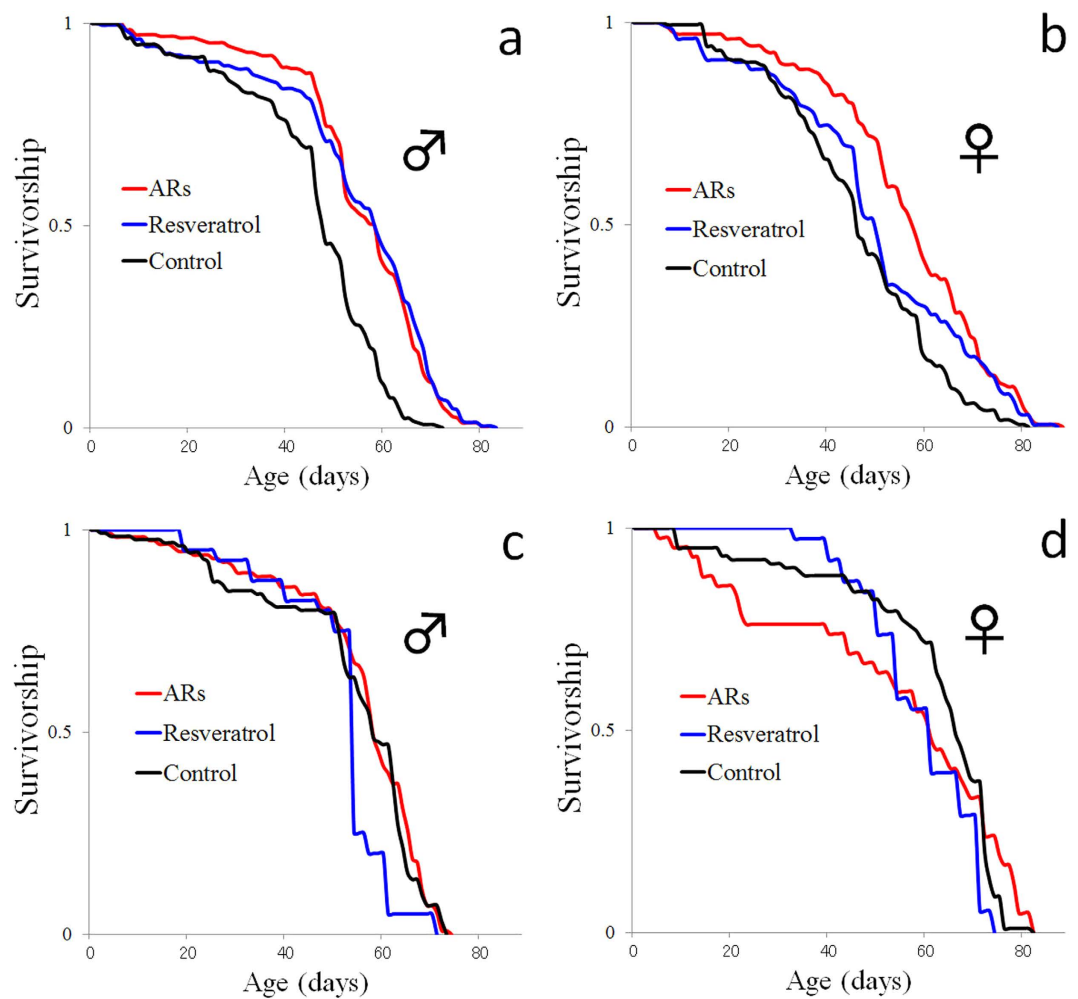 a
1
0.5
0
Survivorship
ARs
Resveratrol
Control
♂
0 20 40 60 80
Age (days)
b
1
0.5
0
Survivorship
ARs
Resveratrol
Control
♀
0 20 40 60 80
Age (days)
c
1
0.5
0
Survivorship
ARs
Resveratrol
Control
♂
0 20 40 60 80
Age (days)
d
1
0.5
0
Survivorship
ARs
Resveratrol
Control
♀
0 20 40 60 80
Age (days)